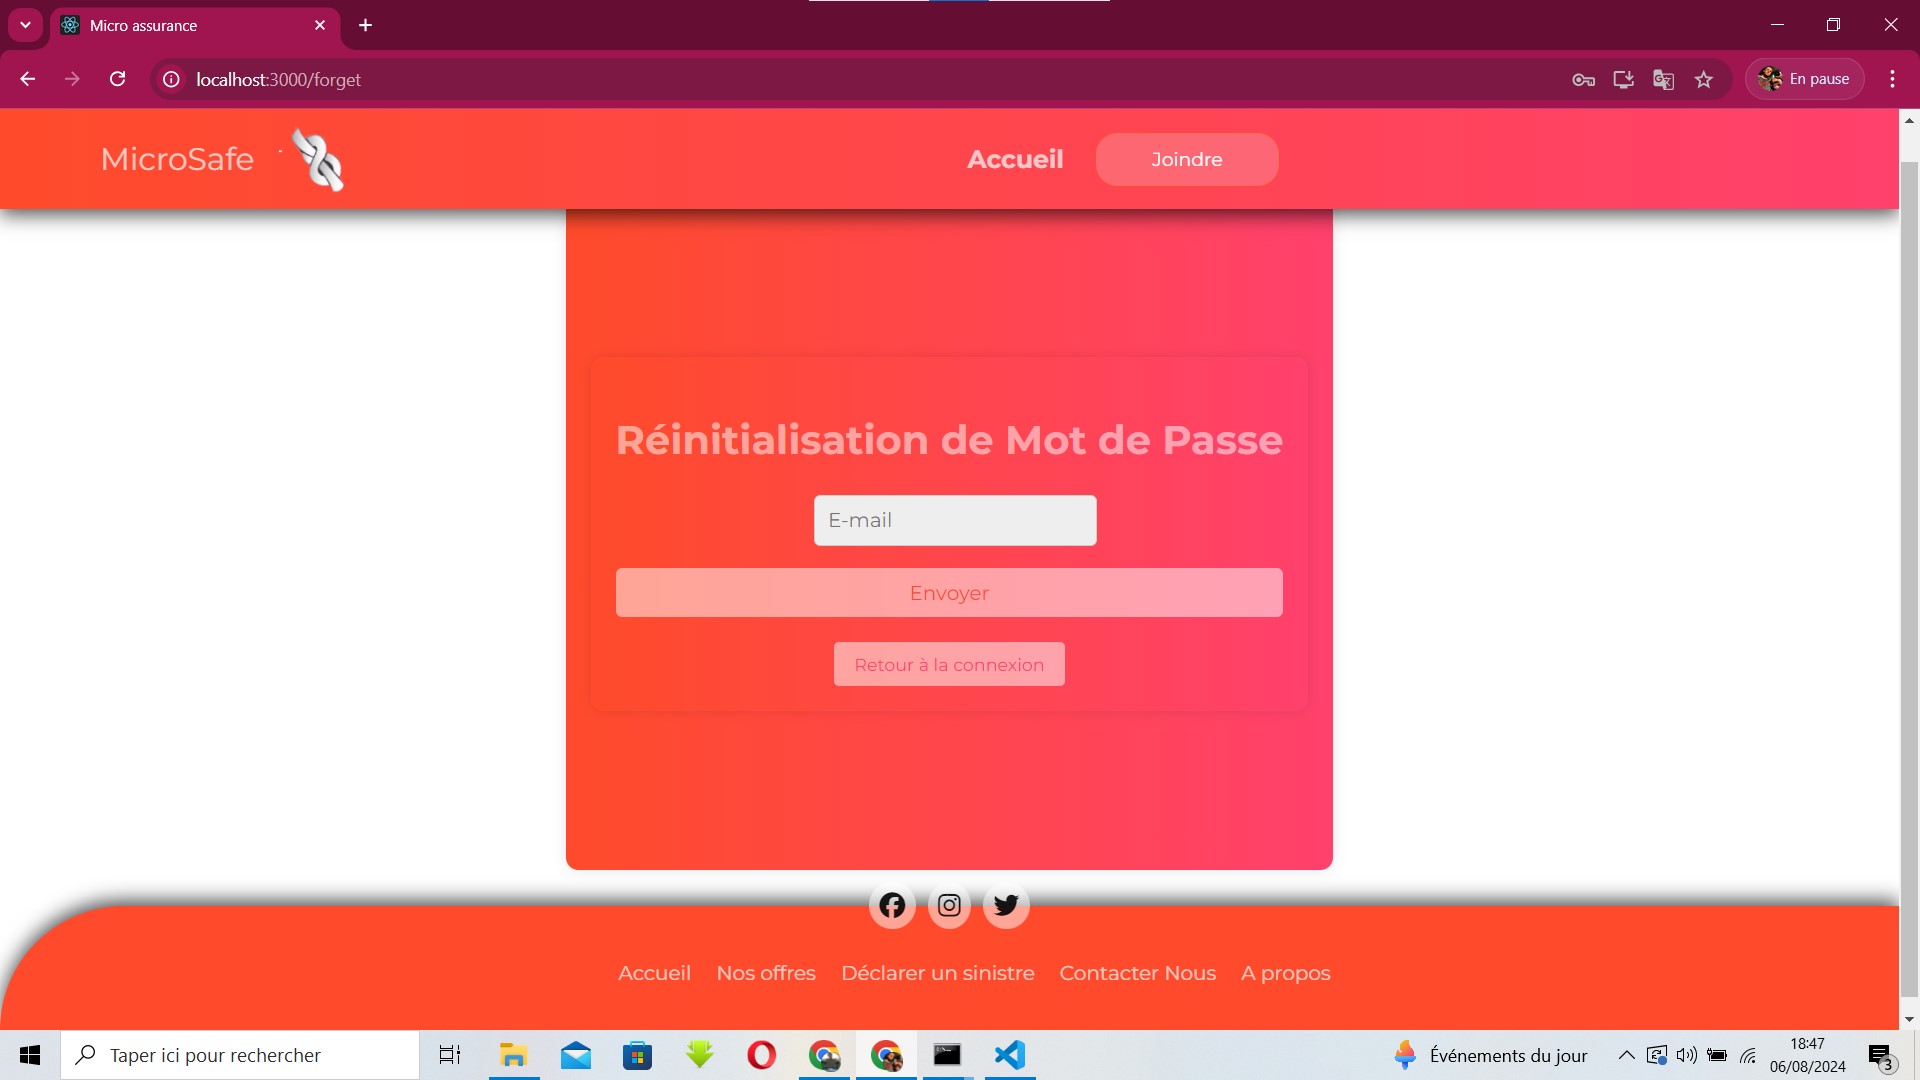 Micro assurance
localhost:3000/forget
En pause
MicroSafe
Accueil
Joindre
Réinitialisation de Mot de Passe
E-mail
Envoyer
Retour à la connexion
Accueil Nos offres Déclarer un sinistre Contacter Nous A propos
Taper ici pour rechercher
Événements du jour
18:47
06/08/2024
3